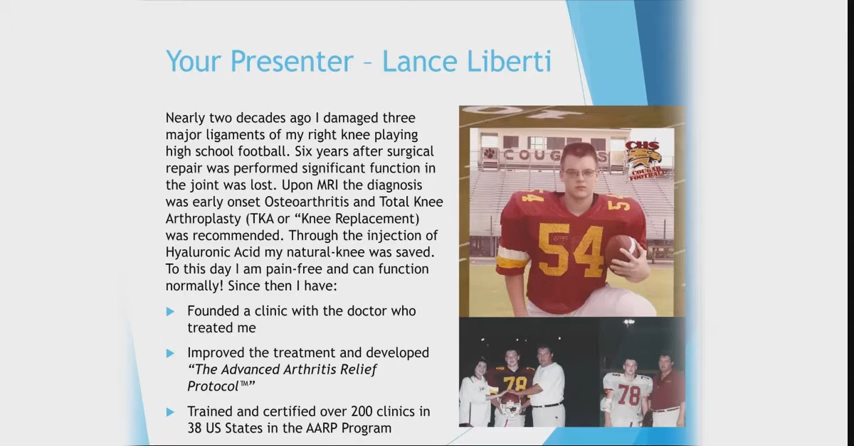 Your Presenter – Lance Liberti
Nearly two decades ago I damaged three
major ligaments of my right knee playing
high school football. Six years after surgical
repair was performed significant function in
the joint was lost. Upon MRI the diagnosis
was early onset Osteoarthritis and Total Knee
Arthroplasty (TKA or “Knee Replacement)
was recommended. Through the injection of
Hyaluronic Acid my natural-knee was saved.
To this day I am pain-free and can function
normally! Since then I have:
Founded a clinic with the doctor who
treated me
Improved the treatment and developed
“The Advanced Arthritis Relief
Protocol™”
Trained and certified over 200 clinics in
38 US States in the AARP Program
COUGARS
CHS
COUGAR
FOOTBALL
54
54
78
78